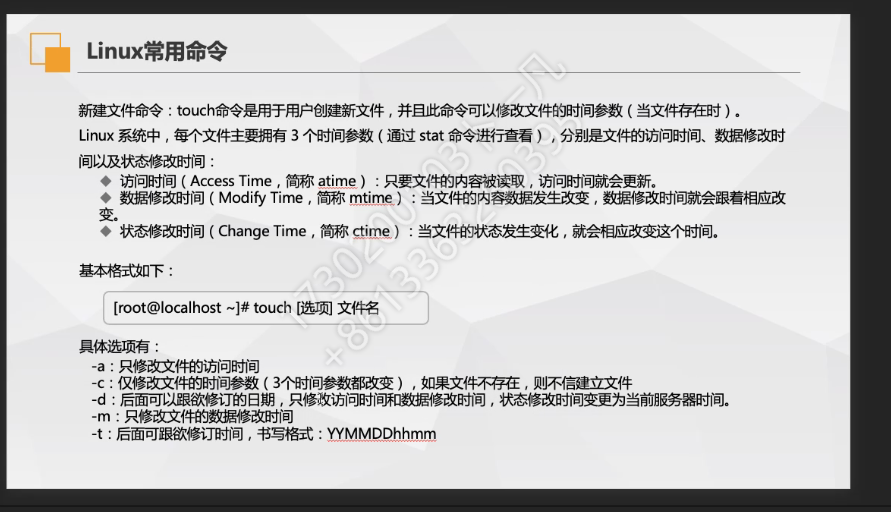 Linux常用命令
新建文件命令：touch命令是用于用户创建新文件，并且此命令可以修改文件的时间参数（当文件存在时）。
Linux 系统中，每个文件主要拥有 3 个时间参数（通过 stat 命令进行查看），分别是文件的访问时间、数据修改时
间以及状态修改时间：
◆ 访问时间（Access Time，简称 atime）：只要文件的内容被读取，访问时间就会更新。
◆ 数据修改时间（Modify Time，简称 mtime）：当文件的内容数据发生改变，数据修改时间就会跟着相应改
变。
◆ 状态修改时间（Change Time，简称 ctime）：当文件的状态发生变化，就会相应改变这个时间。
基本格式如下：
[root@localhost ~]# touch [选项] 文件名
具体选项有：
-a：只修改文件的访问时间
-c：仅修改文件的时间参数（3个时间参数都改变），如果文件不存在，则不信建立文件
-d：后面可以跟欲修订的日期，只修改访问时间和数据修改时间，状态修改时间变更为当前服务器时间。
-m：只修改文件的数据修改时间
-t：后面可跟欲修订时间，书写格式：YYMMDDhhmm